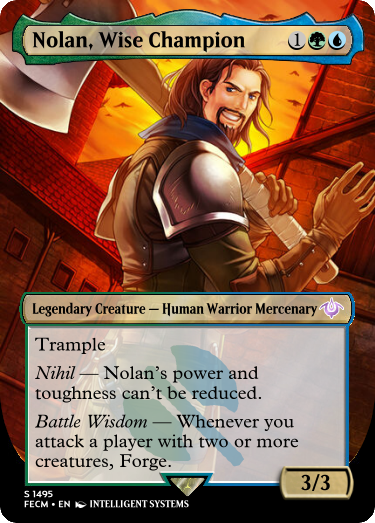 Nolan, Wise Champion 1
Legendary Creature — Human Warrior Mercenary
Trample
Nihil — Nolan's power and
toughness can't be reduced.
Battle Wisdom — Whenever you
attack a player with two or more
creatures, Forge.
3/3
S 1495
FECM • EN INTELLIGENT SYSTEMS